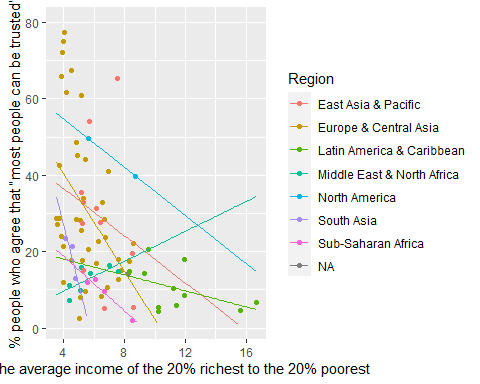 % people who agree that "most people can be trusted"
80
60
40
20
0
4
8
12
16
he average income of the 20% richest to the 20% poorest
Region
East Asia & Pacific
Europe & Central Asia
Latin America & Caribbean
Middle East & North Africa
North America
South Asia
Sub-Saharan Africa
NA